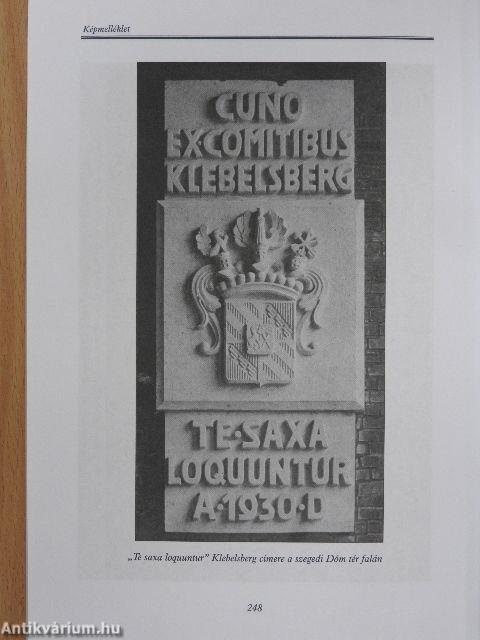 Képmelléklet
CUNO
EX·COMITIBUS
KLEBELSBERG
TE·SAXA
LOQUUNTUR
A·1930·D
„Te saxa loquuntur” Klebelsberg címere a szegedi Dóm tér falán
248
Antikvárium.hu